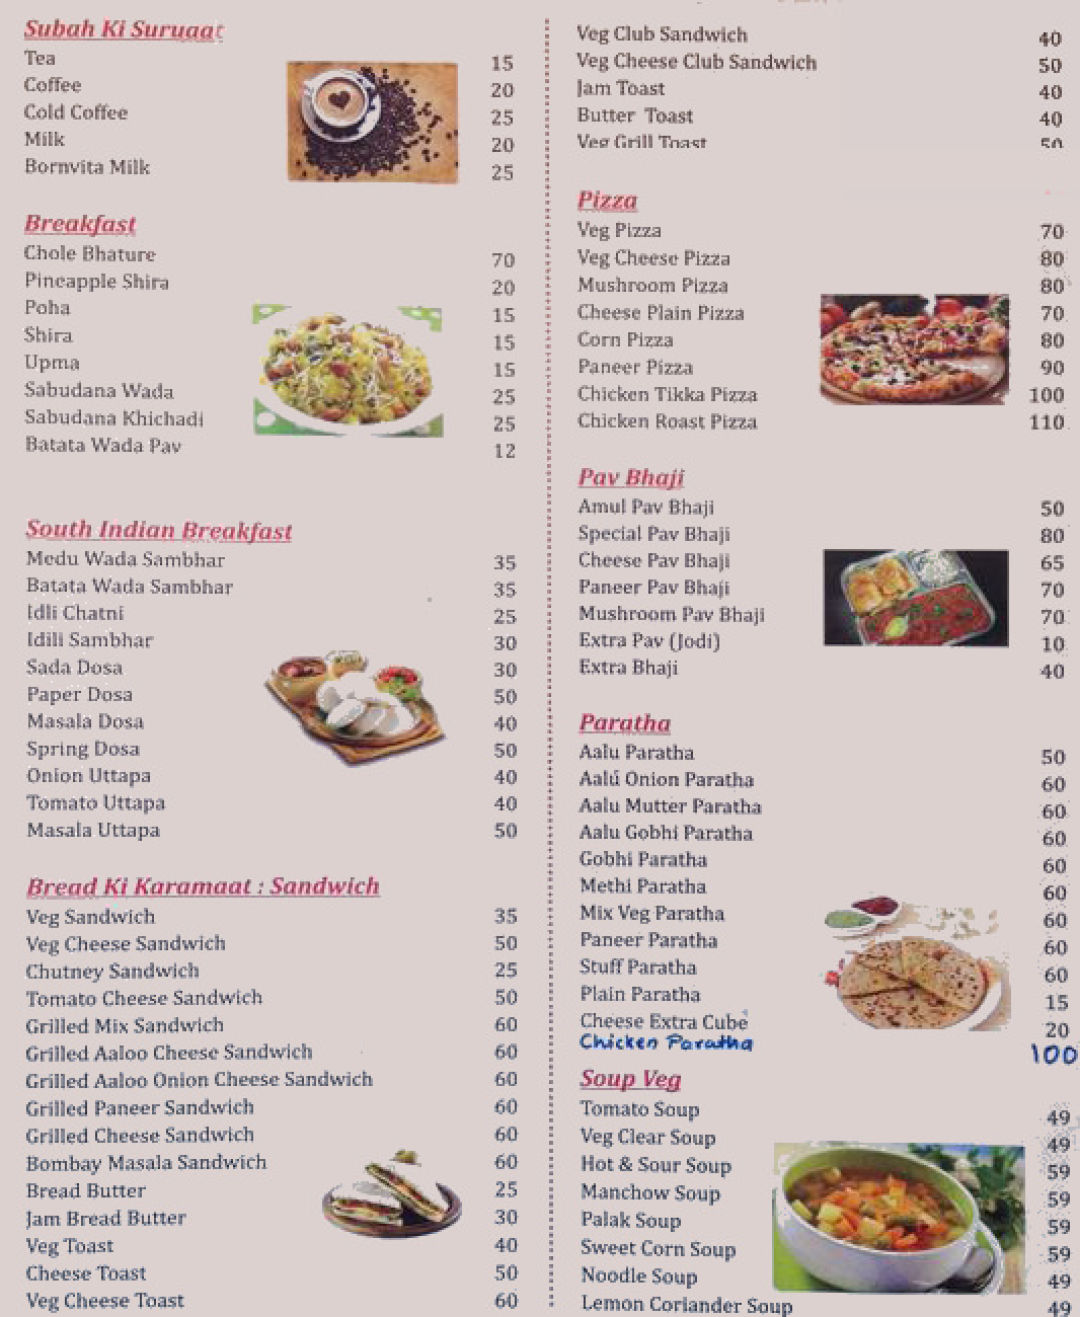 Subah Ki Suruaat
Tea 15
Coffee 20
Cold Coffee 25
Milk 20
Bornvita Milk 25
Breakfast
Chole Bhature 70
Pineapple Shira 20
Poha 15
Shira 15
Upma 15
Sabudana Wada 25
Sabudana Khichadi 25
Batata Wada Pav 12
South Indian Breakfast
Medu Wada Sambhar 35
Batata Wada Sambhar 35
Idli Chatni 25
Idili Sambhar 30
Sada Dosa 30
Paper Dosa 50
Masala Dosa 40
Spring Dosa 50
Onion Uttapa 40
Tomato Uttapa 40
Masala Uttapa 50
Bread Ki Karamaat : Sandwich
Veg Sandwich 35
Veg Cheese Sandwich 50
Chutney Sandwich 25
Tomato Cheese Sandwich 50
Grilled Mix Sandwich 60
Grilled Aaloo Cheese Sandwich 60
Grilled Aaloo Onion Cheese Sandwich 60
Grilled Paneer Sandwich 60
Grilled Cheese Sandwich 60
Bombay Masala Sandwich 60
Bread Butter 25
Jam Bread Butter 30
Veg Toast 40
Cheese Toast 50
Veg Cheese Toast 60
Veg Club Sandwich 40
Veg Cheese Club Sandwich 50
Jam Toast 40
Butter Toast 40
Veg Grill Toast 50
Pizza
Veg Pizza 70
Veg Cheese Pizza 80
Mushroom Pizza 80
Cheese Plain Pizza 70
Corn Pizza 80
Paneer Pizza 90
Chicken Tikka Pizza 100
Chicken Roast Pizza 110
Pav Bhaji
Amul Pav Bhaji 50
Special Pav Bhaji 80
Cheese Pav Bhaji 65
Paneer Pav Bhaji 70
Mushroom Pav Bhaji 70
Extra Pav (Jodi) 10
Extra Bhaji 40
Paratha
Aalu Paratha 50
Aalu Onion Paratha 60
Aalu Mutter Paratha 60
Aalu Gobhi Paratha 60
Gobhi Paratha 60
Methi Paratha 60
Mix Veg Paratha 60
Paneer Paratha 60
Stuff Paratha 60
Plain Paratha 15
Cheese Extra Cube 20
Chicken Paratha 100
Soup Veg
Tomato Soup 49
Veg Clear Soup 49
Hot & Sour Soup 59
Manchow Soup 59
Palak Soup 59
Sweet Corn Soup 59
Noodle Soup 49
Lemon Coriander Soup 49